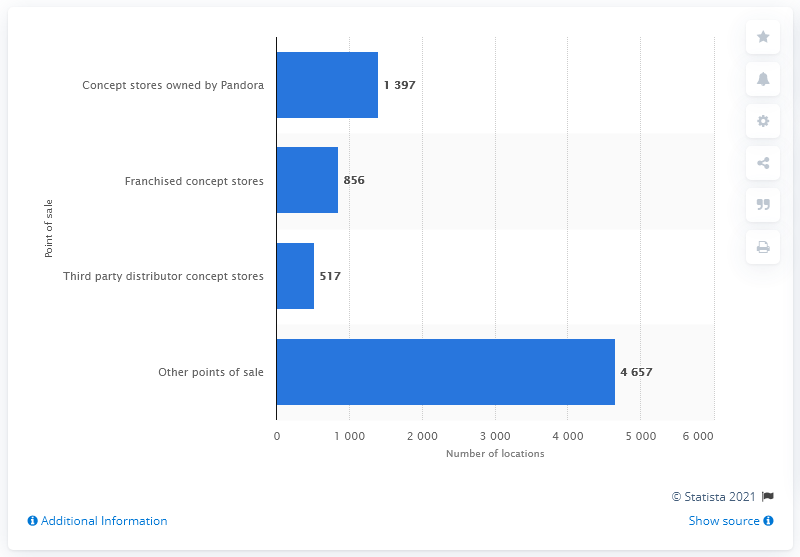 Concept stores owned by Pandora
1 397
Franchised concept stores
856
Point of sale
Third party distributor concept stores
517
Other points of sale
4 657
0 1 000 2 000 3 000 4 000 5 000 6 000
Number of locations
© Statista 2021
Additional Information
Show source